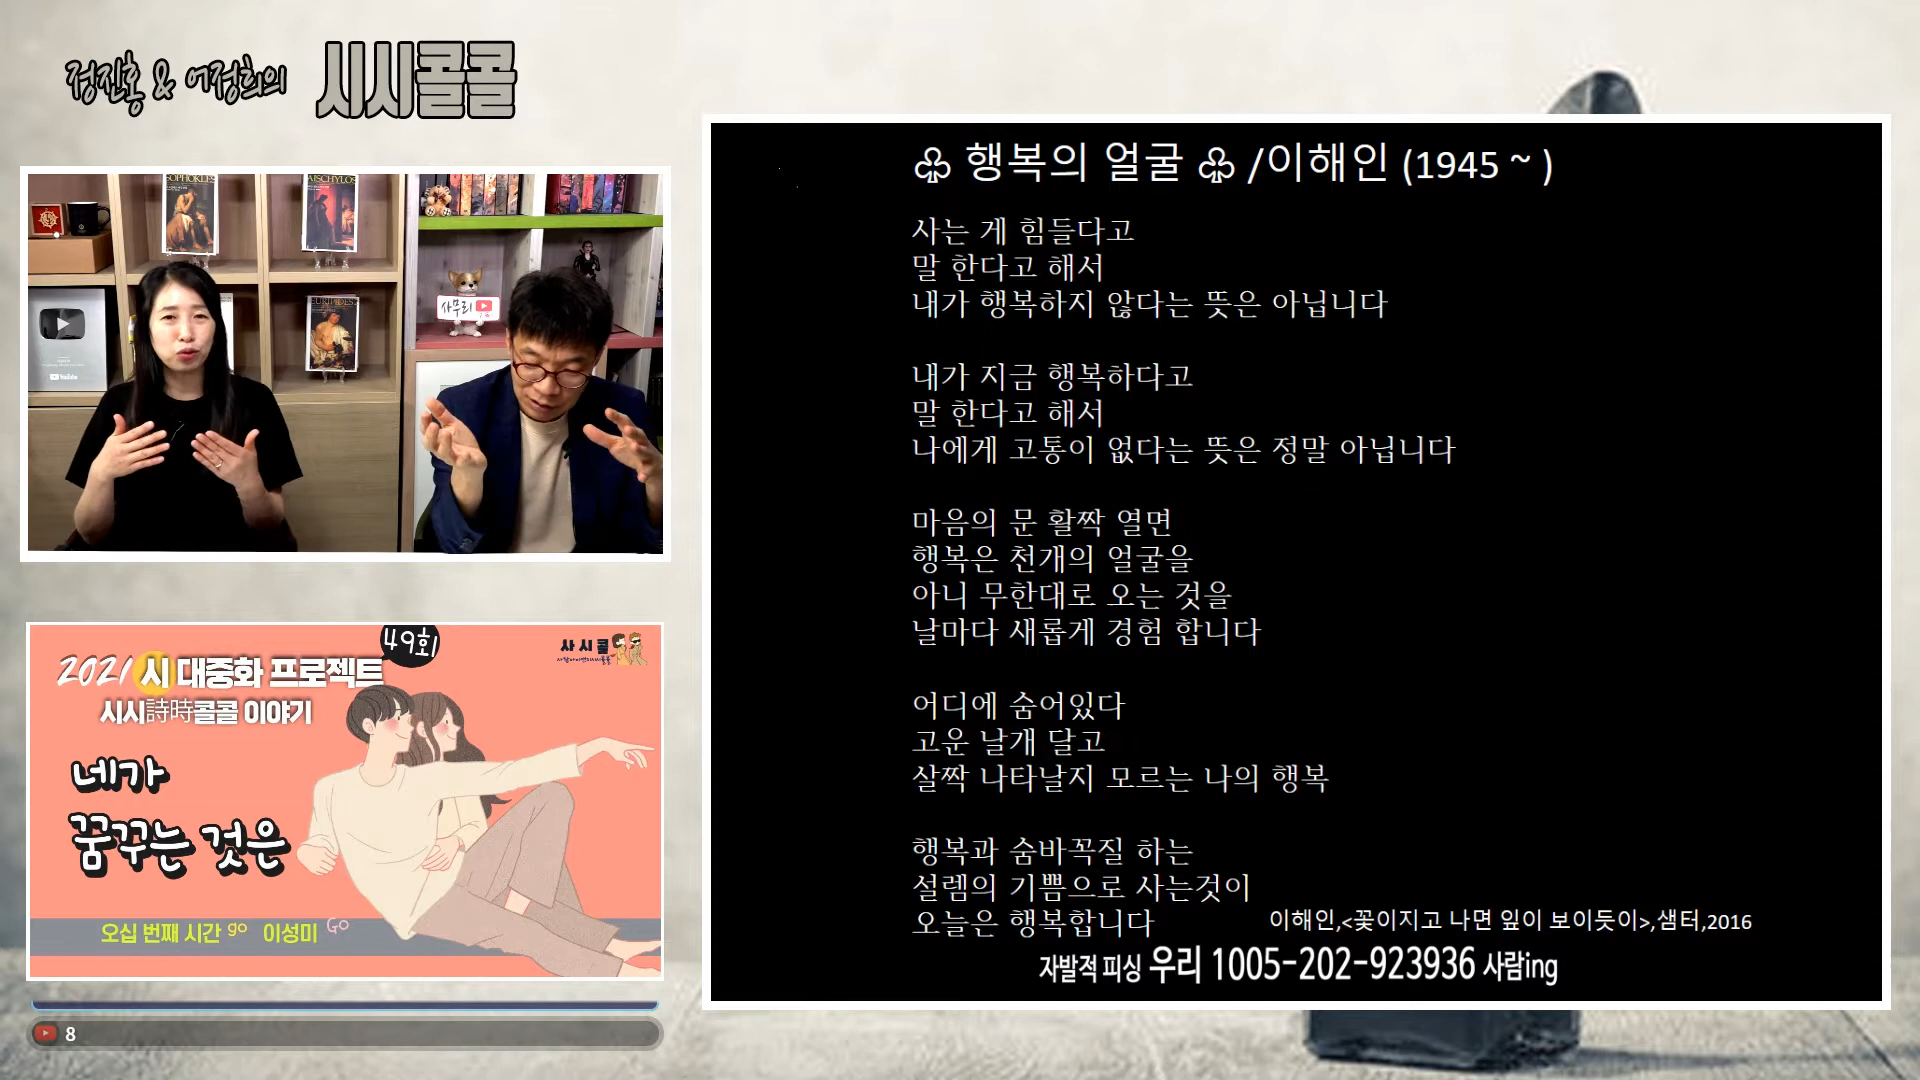 정진홍 & 어정희의 시시콜콜
SOPHOKLES
AISCHYLOS
EURIPIDES
사무리
YouTube
♧ 행복의 얼굴 ♧ /이해인 (1945 ~ )
사는 게 힘들다고
말 한다고 해서
내가 행복하지 않다는 뜻은 아닙니다
내가 지금 행복하다고
말 한다고 해서
나에게 고통이 없다는 뜻은 정말 아닙니다
마음의 문 활짝 열면
행복은 천개의 얼굴을
아니 무한대로 오는 것을
날마다 새롭게 경험 합니다
어디에 숨어있다
고운 날개 달고
살짝 나타날지 모르는 나의 행복
행복과 숨바꼭질 하는
설렘의 기쁨으로 사는것이
오늘은 행복합니다
이해인,<꽃이지고 나면 잎이 보이듯이>,샘터,2016
자발적 피싱 우리 1005-202-923936 사람ing
49회
사 시 콜
2021 시 대중화 프로젝트
시시詩時콜콜 이야기
네가
꿈꾸는 것은
오십 번째 시간 go 이성미 Go
8